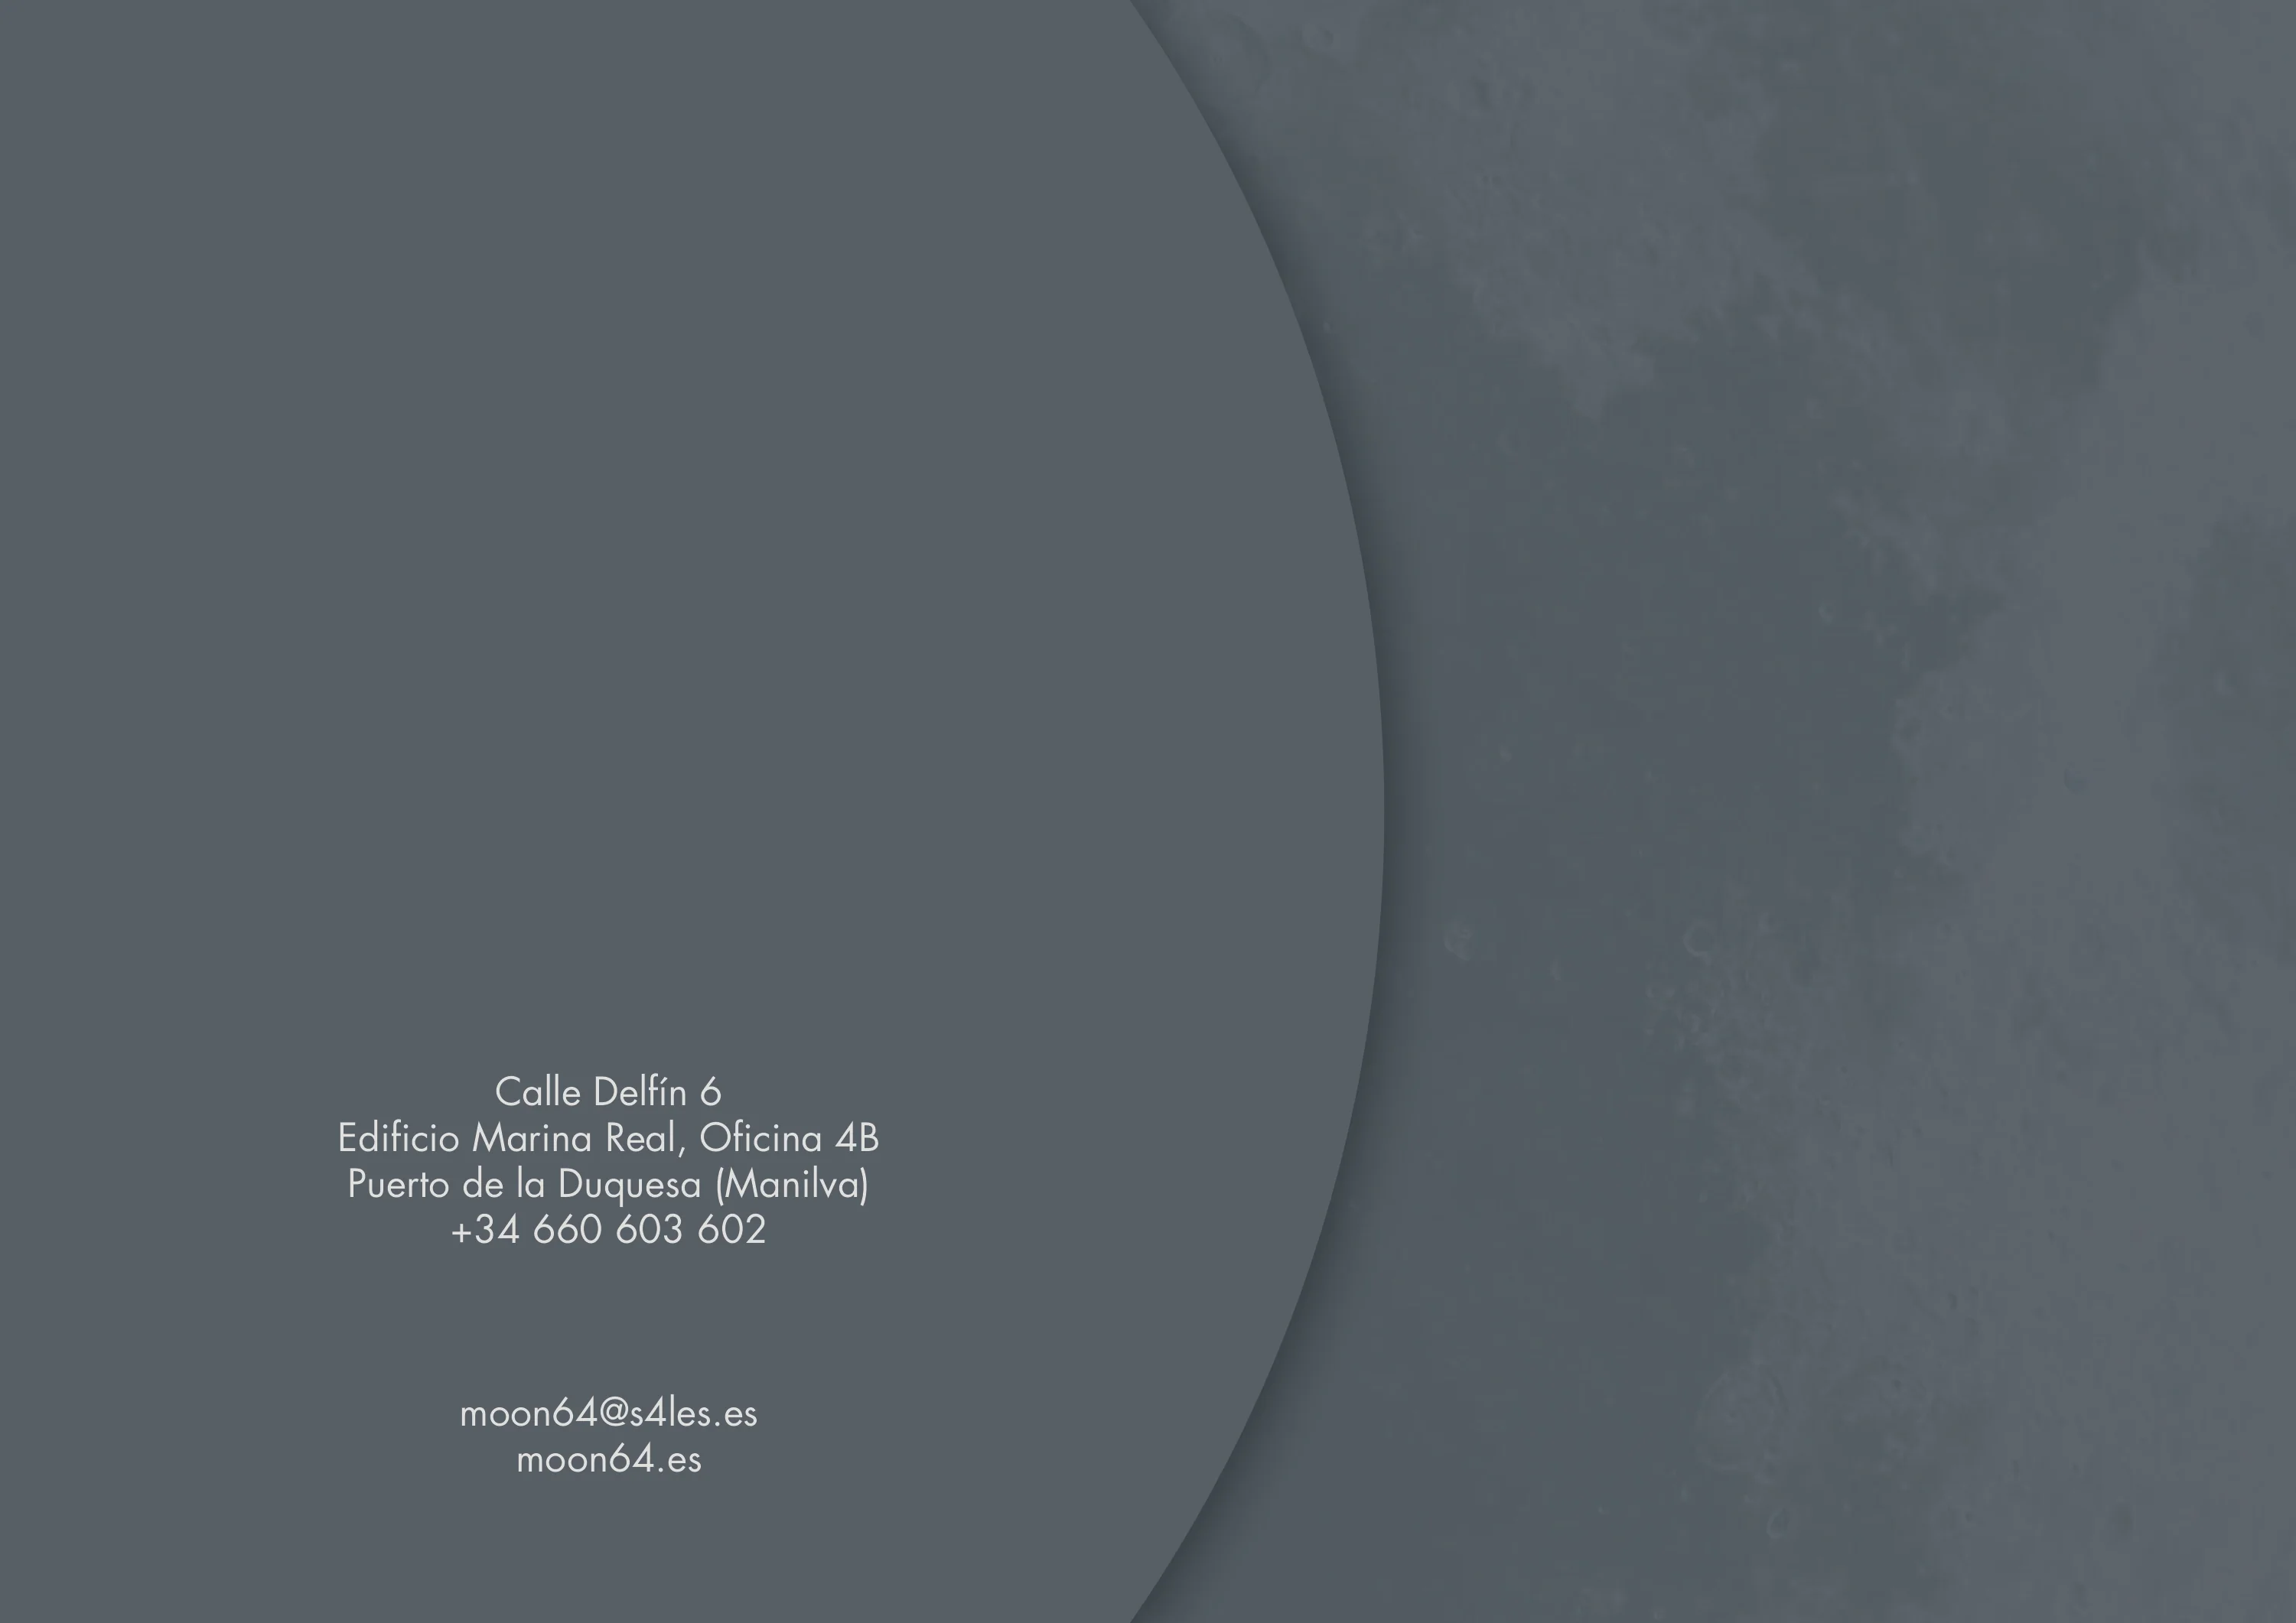 Calle Delfín 6
Edificio Marina Real, Oficina 4B
Puerto de la Duquesa (Manilva)
+34 660 603 602
moon64@s4les.es
moon64.es